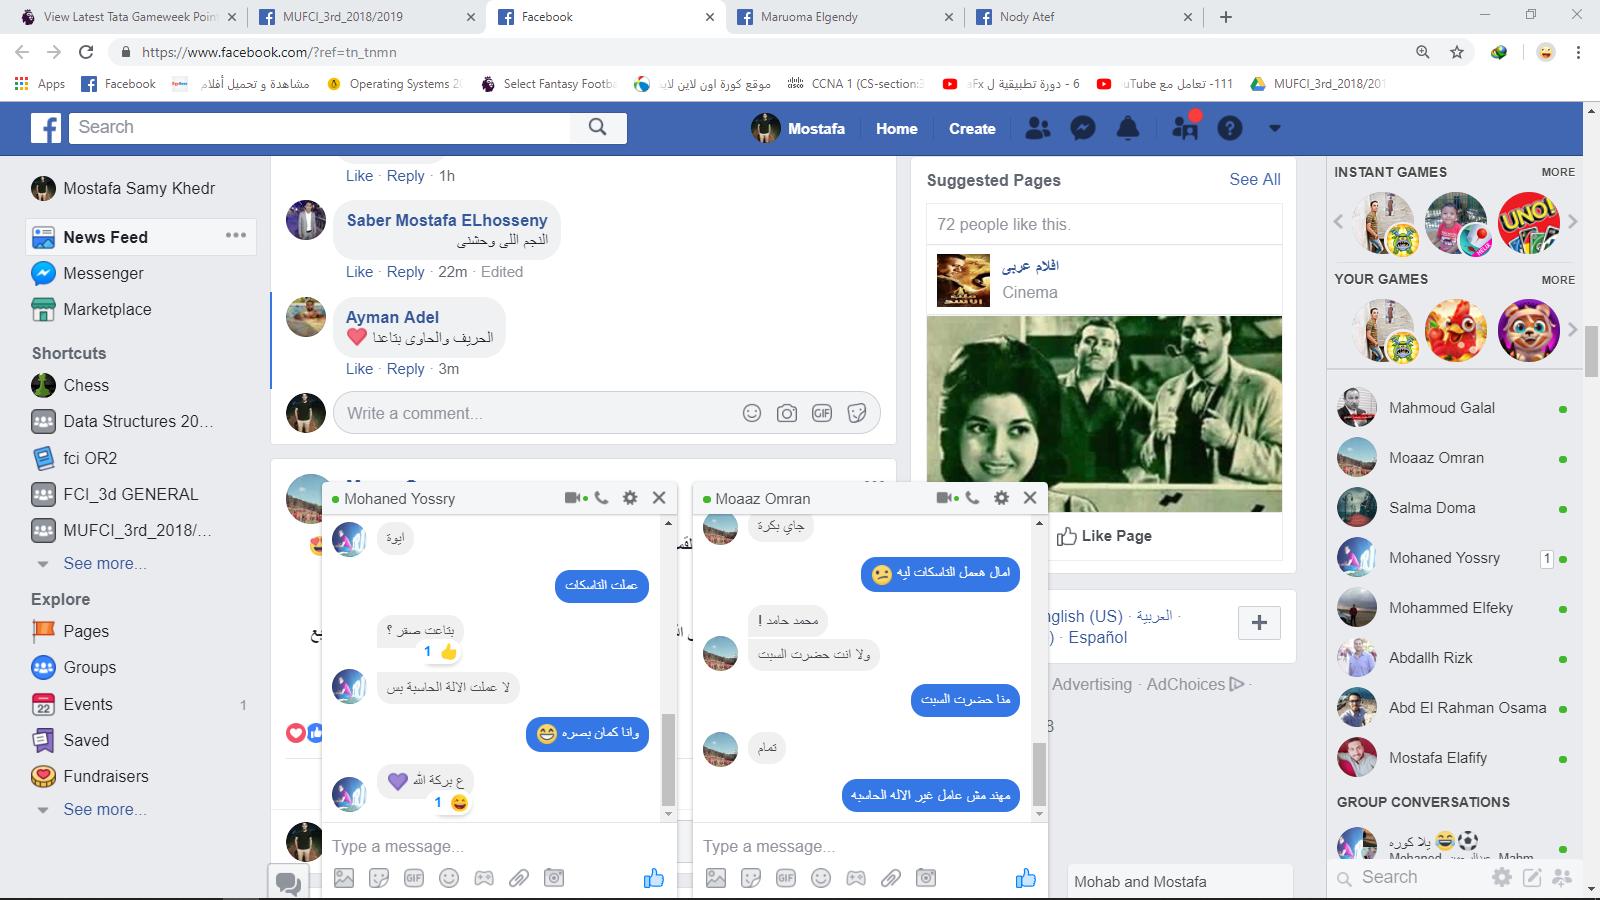 View Latest Tata Gameweek Poin
MUFCI_3rd_2018/2019
Facebook
Maruoma Elgendy
Nody Atef
https://www.facebook.com/?ref=tn_tnmn
Apps
Facebook
مشاهدة و تحميل أفلام
Operating Systems 20
Select Fantasy Footba
موقع كورة اون لاين لايف
CCNA 1 (CS-section:3
6 - دورة تطبيقية ل
111- تعامل مع
MUFCI_3rd_2018/201
Search
Mostafa
Home
Create
Mostafa Samy Khedr
News Feed
Messenger
Marketplace
Shortcuts
Chess
Data Structures 20...
fci OR2
FCI_3d GENERAL
MUFCI_3rd_2018/...
See more...
Explore
Pages
Groups
Events 1
22
Saved
Fundraisers
See more...
Like · Reply · 1h
Saber Mostafa ELhosseny
النجم اللى وحشنى
Like · Reply · 22m · Edited
Ayman Adel
الحريف والحاوى بتاعنا ❤
Like · Reply · 3m
Write a comment...
GIF
Mohaned Yossry
ايوة
عملت التاسكات
بتاعت صفر ؟
1
لا عملت الالة الحاسبة بس
وانا كمان بصره 😄
ع بركة الله 💜
1
Type a message...
GIF
Moaaz Omran
جاي بكرة
امال هعمل التاسكات ليه 😕
محمد حامد !
ولا انت حضرت السبت
منا حضرت السبت
تمام
مهند مش عامل غير الاله الحاسبه
Type a message...
GIF
Suggested Pages
See All
72 people like this.
افلام عربى
Cinema
Like Page
nglish (US) · العربية ·
) · Español
Advertising · AdChoices ·
Mohab and Mostafa
INSTANT GAMES
MORE
UNO!
YOUR GAMES
MORE
Mahmoud Galal
Moaaz Omran
Salma Doma
Mohaned Yossry 1
Mohammed Elfeky
Abdallh Rizk
Abd El Rahman Osama
Mostafa Elafify
GROUP CONVERSATIONS
يلا كوره 😂⚽
Search